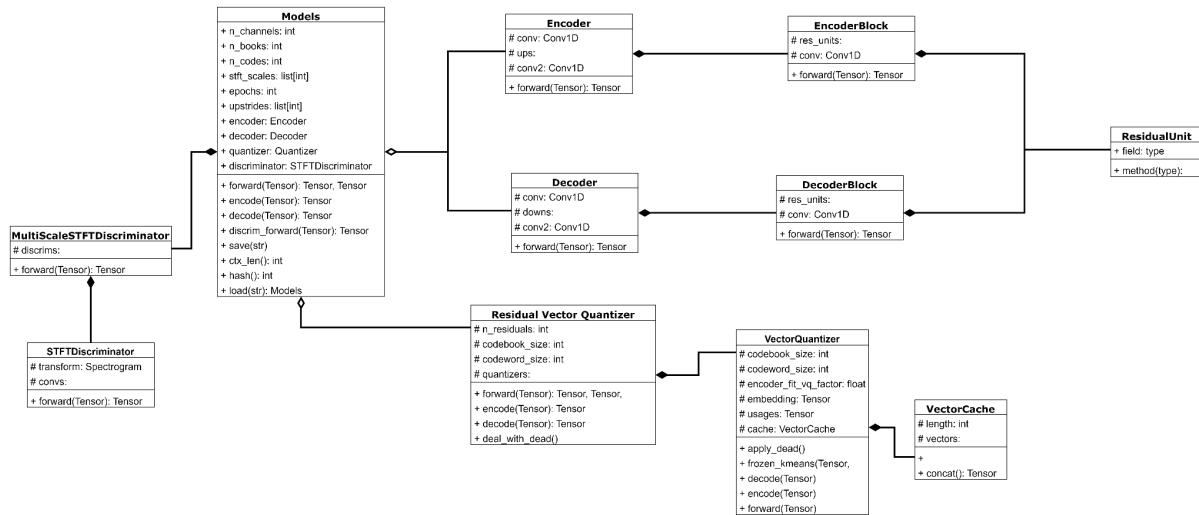 Models
+ n_channels: int
+ n_books: int
+ n_codes: int
+ stft_scales: list[int]
+ epochs: int
+ upstrides: list[int]
+ encoder: Encoder
+ decoder: Decoder
+ quantizer: Quantizer
+ discriminator: STFTDiscriminator
+ forward(Tensor): Tensor, Tensor
+ encode(Tensor): Tensor
+ decode(Tensor): Tensor
+ discrim_forward(Tensor): Tensor
+ save(str)
+ ctx_len(): int
+ hash(): int
+ load(str): Models
Encoder
# conv: Conv1D
# ups:
# conv2: Conv1D
+ forward(Tensor): Tensor
EncoderBlock
# res_units:
# conv: Conv1D
+ forward(Tensor): Tensor
ResidualUnit
+ field: type
+ method(type):
Decoder
# conv: Conv1D
# downs:
# conv2: Conv1D
+ forward(Tensor): Tensor
DecoderBlock
# res_units:
# conv: Conv1D
+ forward(Tensor): Tensor
MultiScaleSTFTDiscriminator
# discrims:
+ forward(Tensor): Tensor
STFTDiscriminator
# transform: Spectrogram
# convs:
+ forward(Tensor): Tensor
Residual Vector Quantizer
# n_residuals: int
# codebook_size: int
# codeword_size: int
# quantizers:
+ forward(Tensor): Tensor, Tensor,
+ encode(Tensor): Tensor
+ decode(Tensor): Tensor
+ deal_with_dead()
VectorQuantizer
# codebook_size: int
# codeword_size: int
# encoder_fit_vq_factor: float
# embedding: Tensor
# usages: Tensor
# cache: VectorCache
+ apply_dead()
+ frozen_kmeans(Tensor,
+ decode(Tensor)
+ encode(Tensor)
+ forward(Tensor)
VectorCache
# length: int
# vectors:
+
+ concat(): Tensor